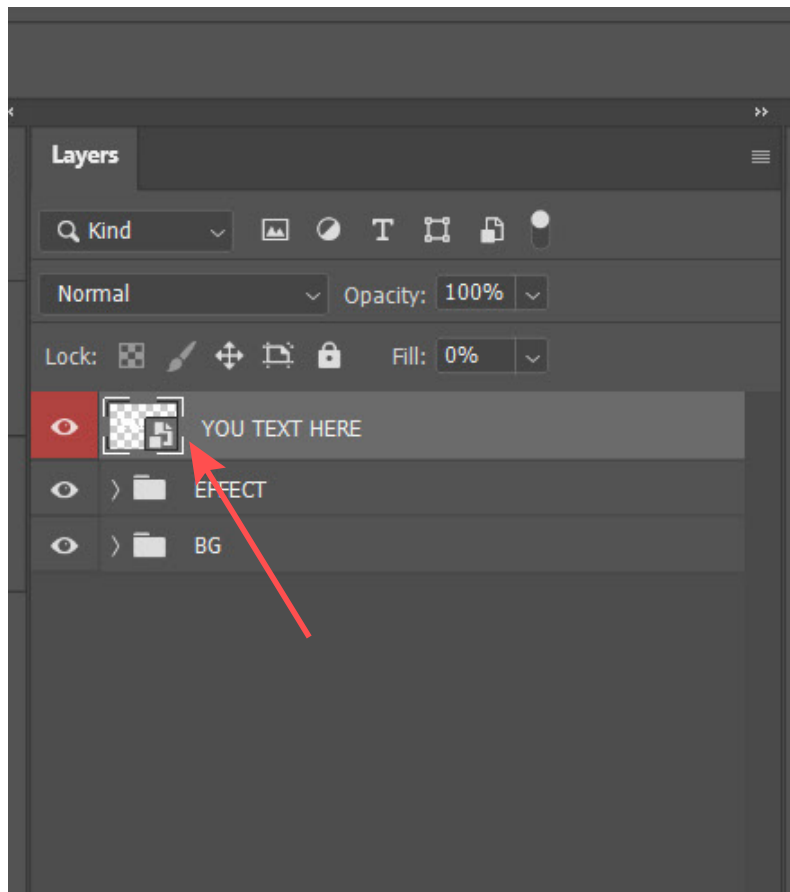 Layers
Kind
Normal Opacity: 100%
Lock: Fill: 0%
YOU TEXT HERE
EFFECT
BG